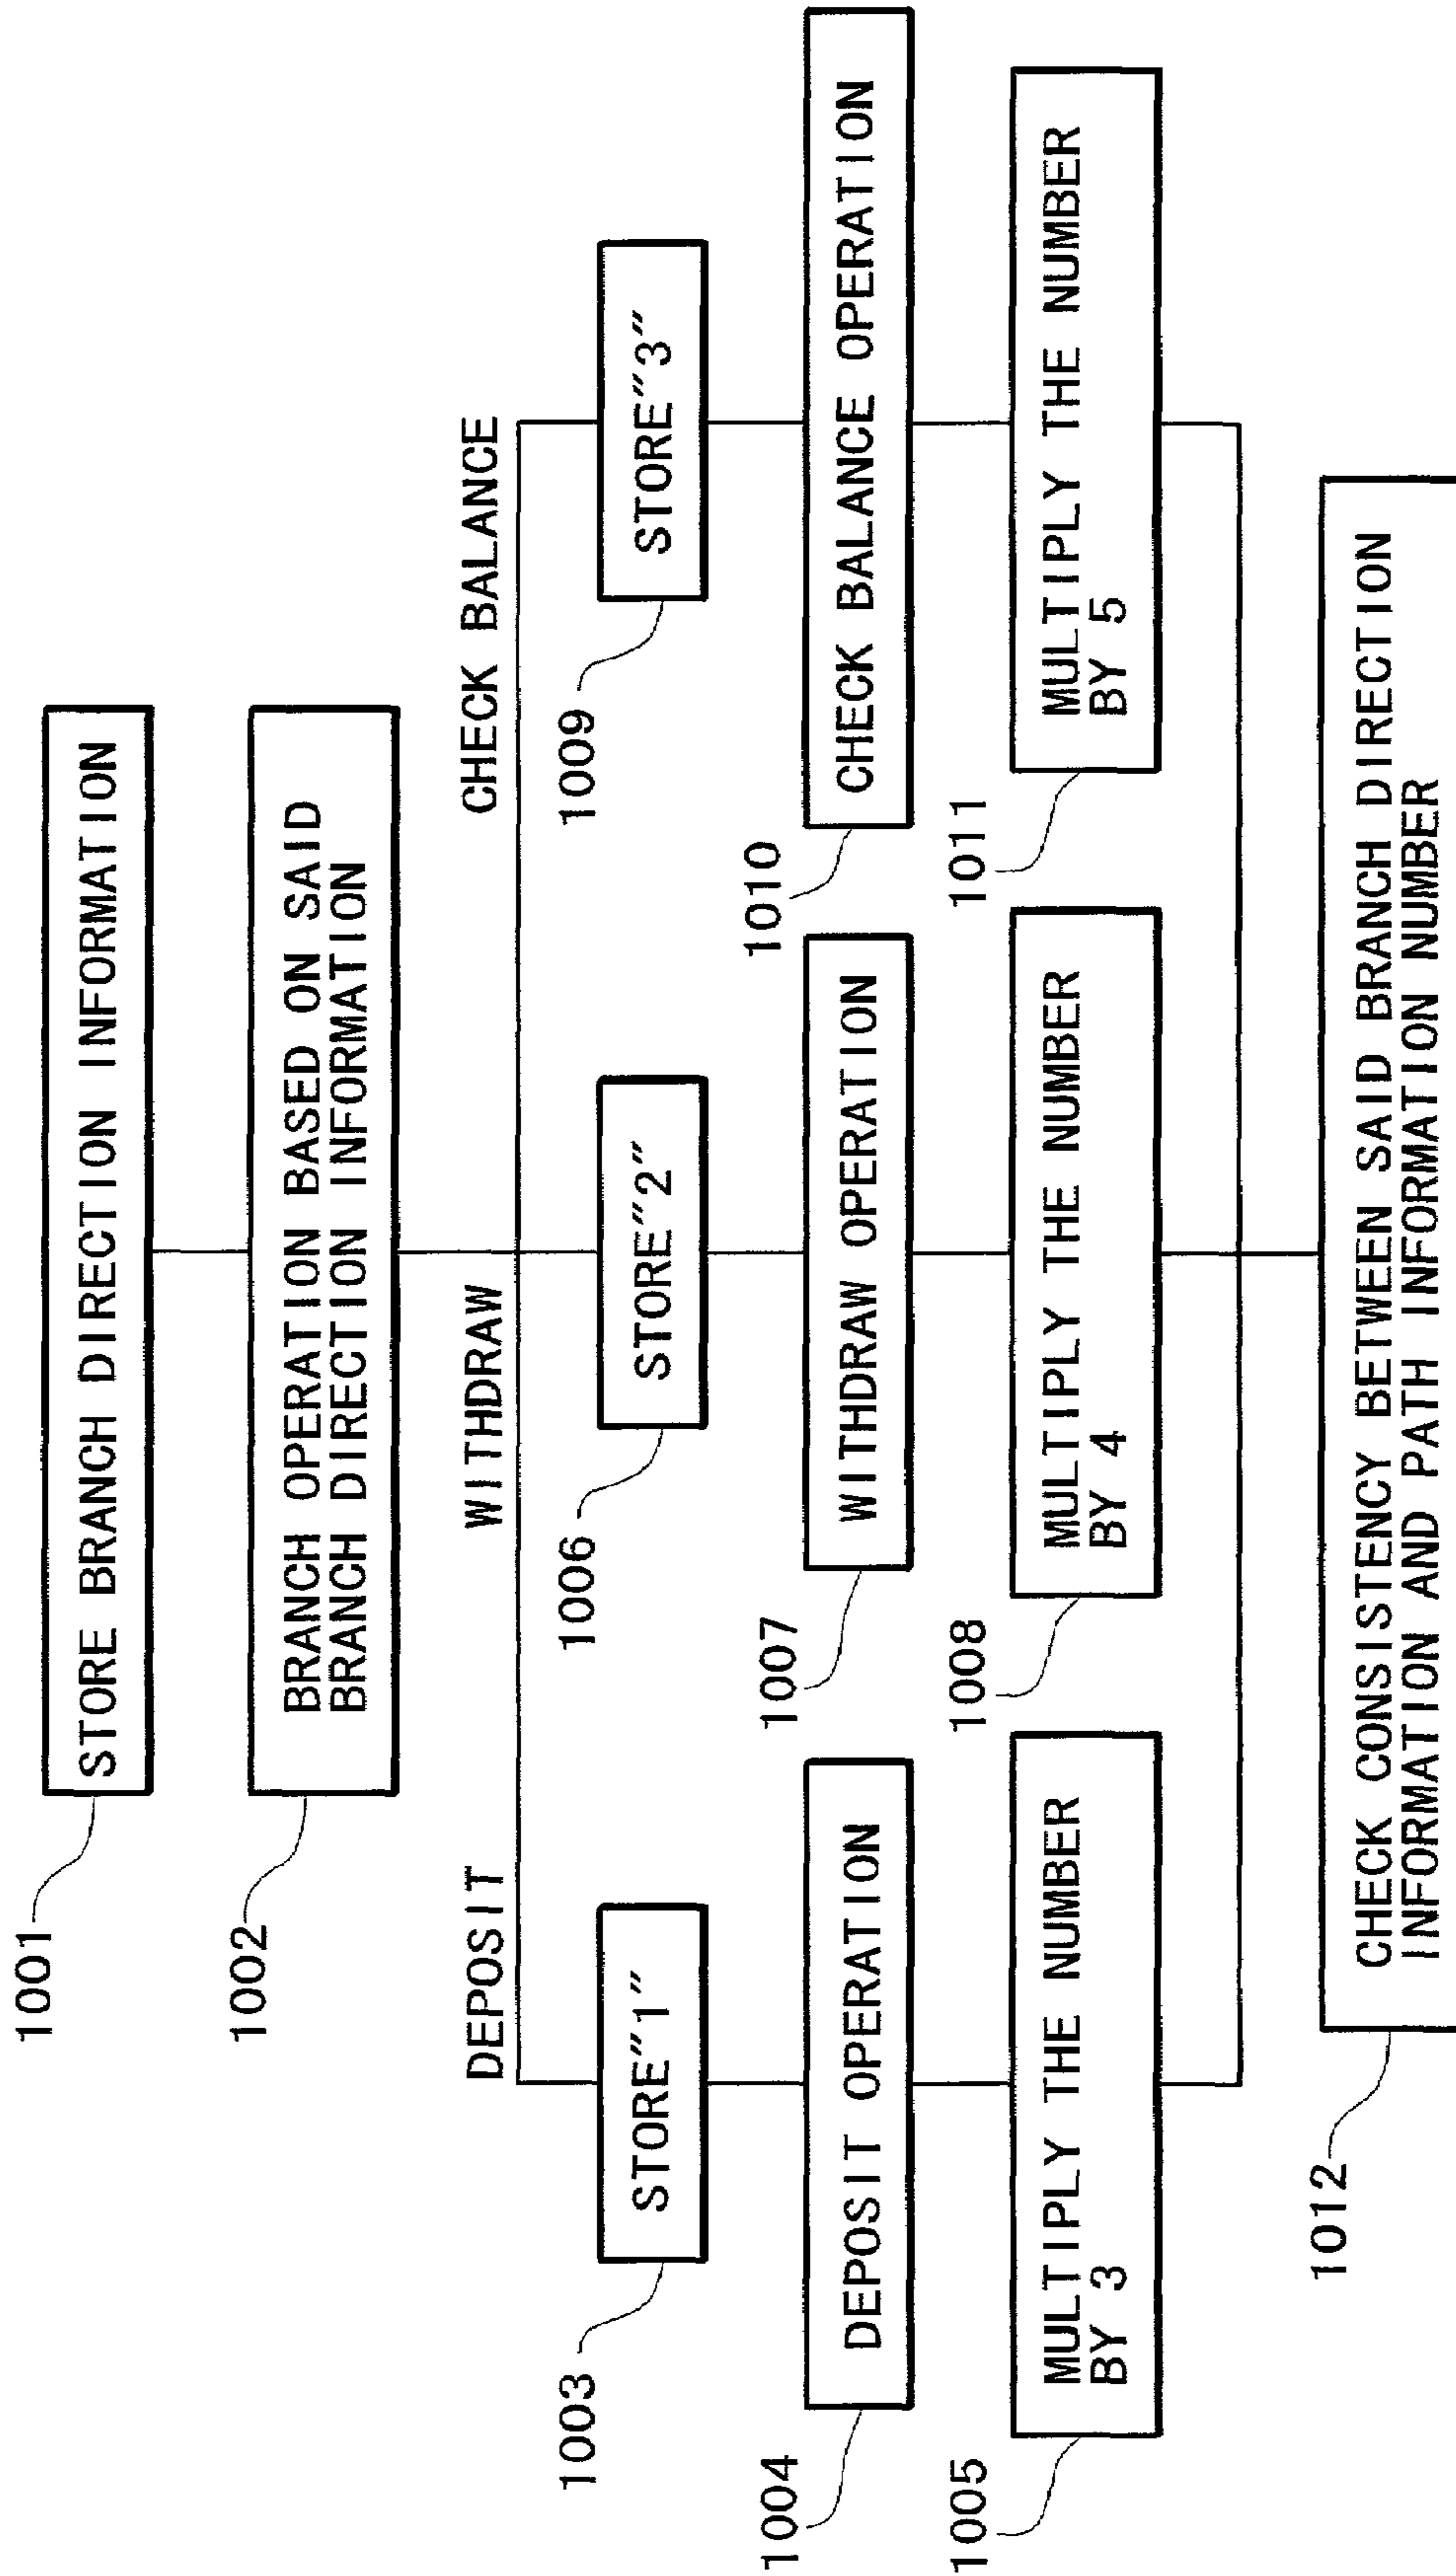 1001
STORE BRANCH DIRECTION INFORMATION
1002
BRANCH OPERATION BASED ON SAID
BRANCH DIRECTION INFORMATION
DEPOSIT
WITHDRAW
CHECK BALANCE
1003
STORE"1"
1006
STORE"2"
1009
STORE"3"
1004
DEPOSIT OPERATION
1007
WITHDRAW OPERATION
1010
CHECK BALANCE OPERATION
1005
MULTIPLY THE NUMBER
BY 3
1008
MULTIPLY THE NUMBER
BY 4
1011
MULTIPLY THE NUMBER
BY 5
1012
CHECK CONSISTENCY BETWEEN SAID BRANCH DIRECTION
INFORMATION AND PATH INFORMATION NUMBER